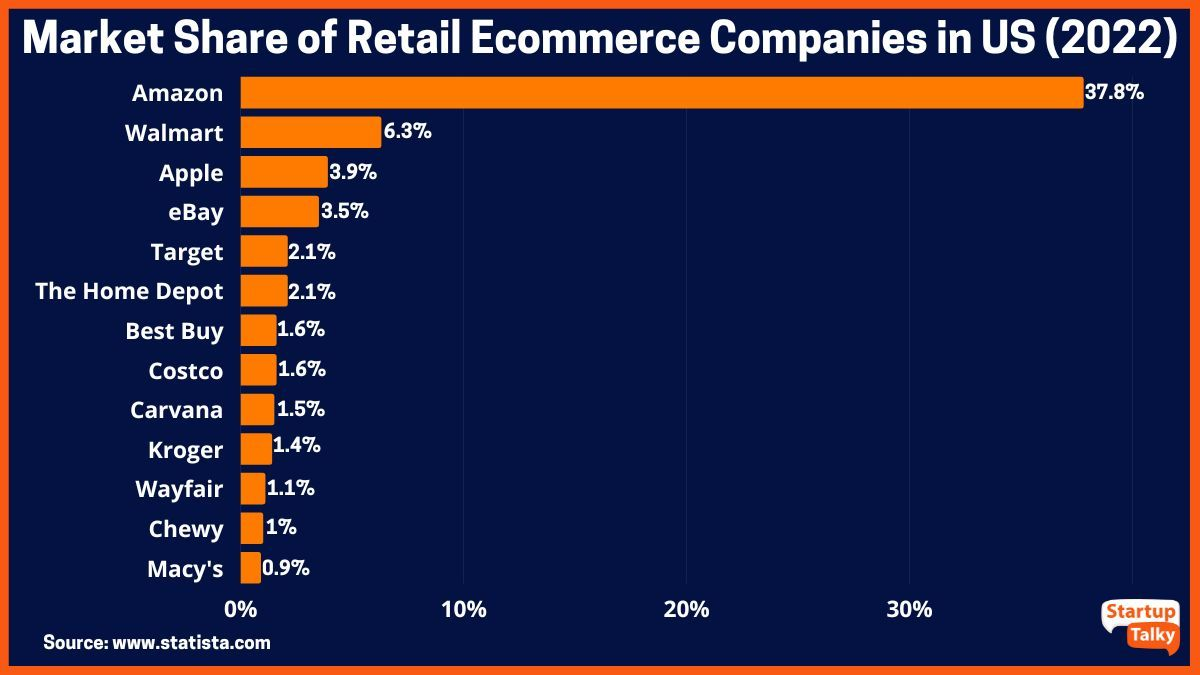 Market Share of Retail Ecommerce Companies in US (2022)
Amazon 37.8%
Walmart 6.3%
Apple 3.9%
eBay 3.5%
Target 2.1%
The Home Depot 2.1%
Best Buy 1.6%
Costco 1.6%
Carvana 1.5%
Kroger 1.4%
Wayfair 1.1%
Chewy 1%
Macy's 0.9%
0% 10% 20% 30%
Source: www.statista.com
Startup
Talky